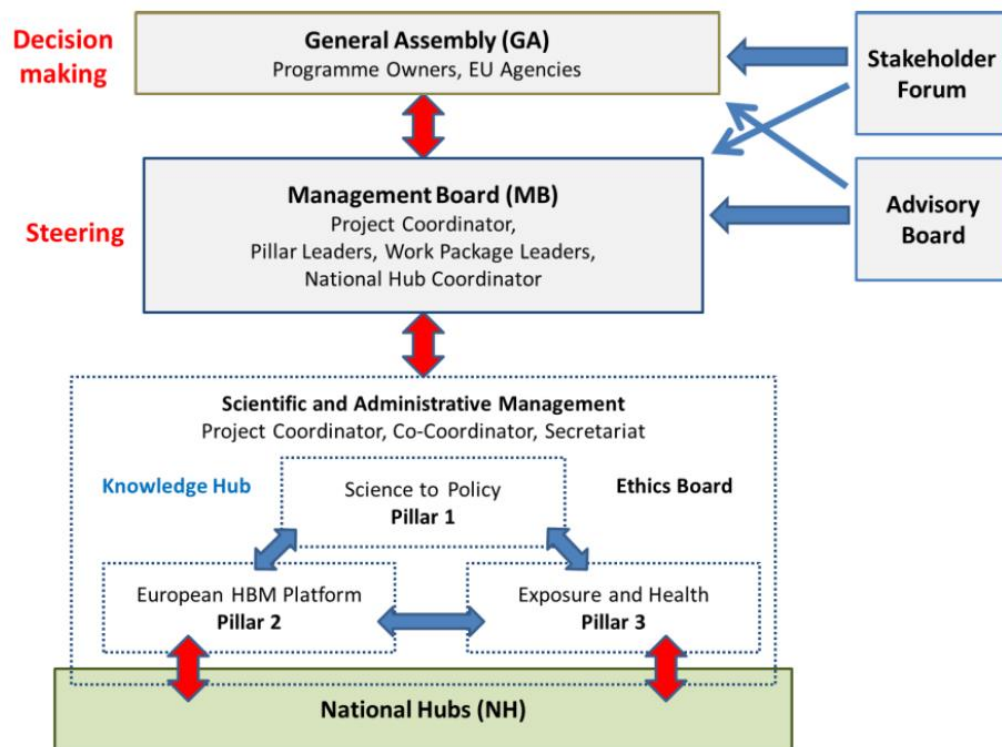 Decision
making
General Assembly (GA)
Programme Owners, EU Agencies
Stakeholder
Forum
Steering
Management Board (MB)
Project Coordinator,
Pillar Leaders, Work Package Leaders,
National Hub Coordinator
Advisory
Board
Scientific and Administrative Management
Project Coordinator, Co-Coordinator, Secretariat
Knowledge Hub
Science to Policy
Pillar 1
Ethics Board
European HBM Platform
Pillar 2
Exposure and Health
Pillar 3
National Hubs (NH)